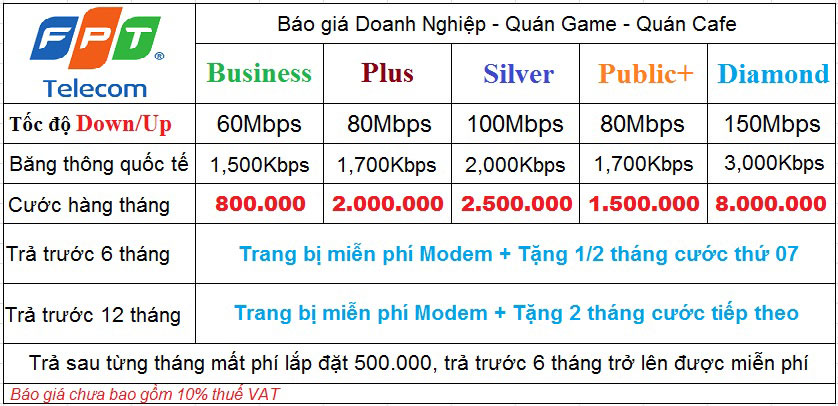 FPT
Telecom
Báo giá Doanh Nghiệp - Quán Game - Quán Cafe
Business Plus Silver Public+ Diamond
Tốc độ Down/Up 60Mbps 80Mbps 100Mbps 80Mbps 150Mbps
Băng thông quốc tế 1,500Kbps 1,700Kbps 2,000Kbps 1,700Kbps 3,000Kbps
Cước hàng tháng 800.000 2.000.000 2.500.000 1.500.000 8.000.000
Trả trước 6 tháng Trang bị miễn phí Modem + Tặng 1/2 tháng cước thứ 07
Trả trước 12 tháng Trang bị miễn phí Modem + Tặng 2 tháng cước tiếp theo
Trả sau từng tháng mất phí lắp đặt 500.000, trả trước 6 tháng trở lên được miễn phí
Báo giá chưa bao gồm 10% thuế VAT